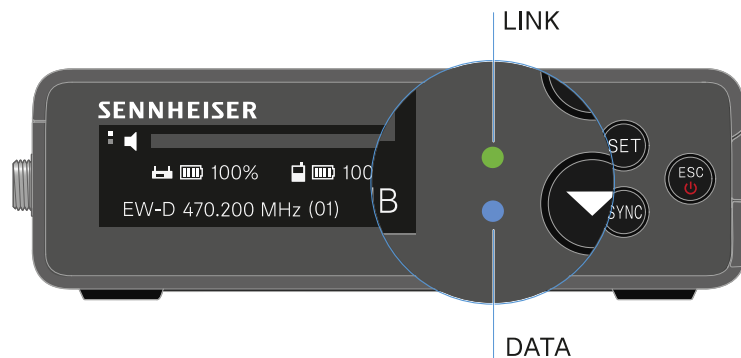 LINK
SENNHEISER
SET
ESC
100% 100
B
SYNC
EW-D 470.200 MHz (01)
DATA